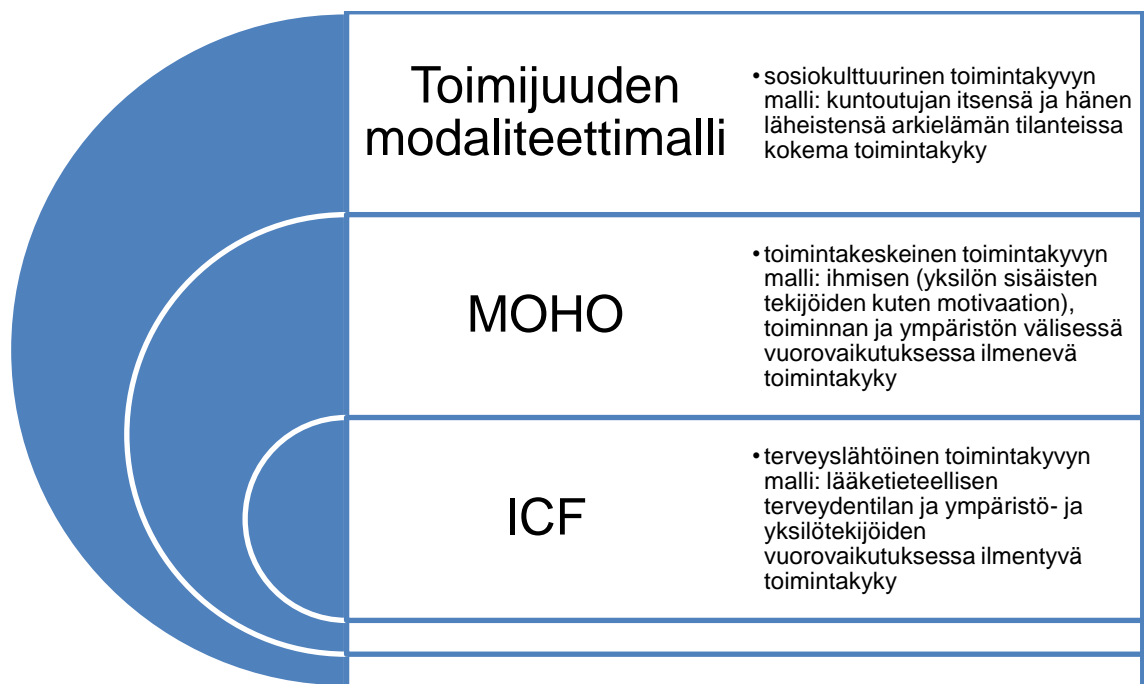 Toimijuuden
modaliteettimalli
•sosiokulttuurinen toimintakyvyn
malli: kuntoutujan itsensä ja hänen
läheistensä arkielämän tilanteissa
kokema toimintakyky
MOHO
•toimintakeskeinen toimintakyvyn
malli: ihmisen (yksilön sisäisten
tekijöiden kuten motivaation),
toiminnan ja ympäristön välisessä
vuorovaikutuksessa ilmenevä
toimintakyky
ICF
•terveyslähtöinen toimintakyvyn
malli: lääketieteellisen
terveydentilan ja ympäristö- ja
yksilötekijöiden
vuorovaikutuksessa ilmentyvä
toimintakyky